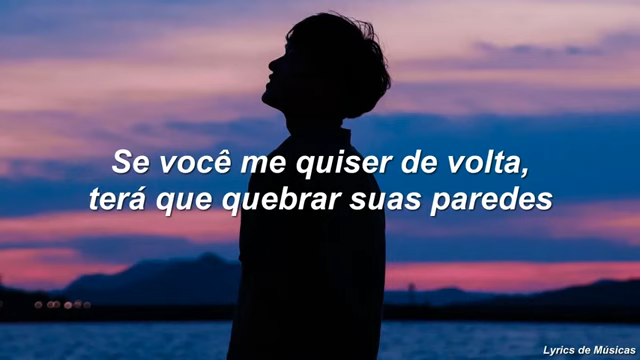 Se você me quiser de volta,
terá que quebrar suas paredes
Lyrics de Músicas